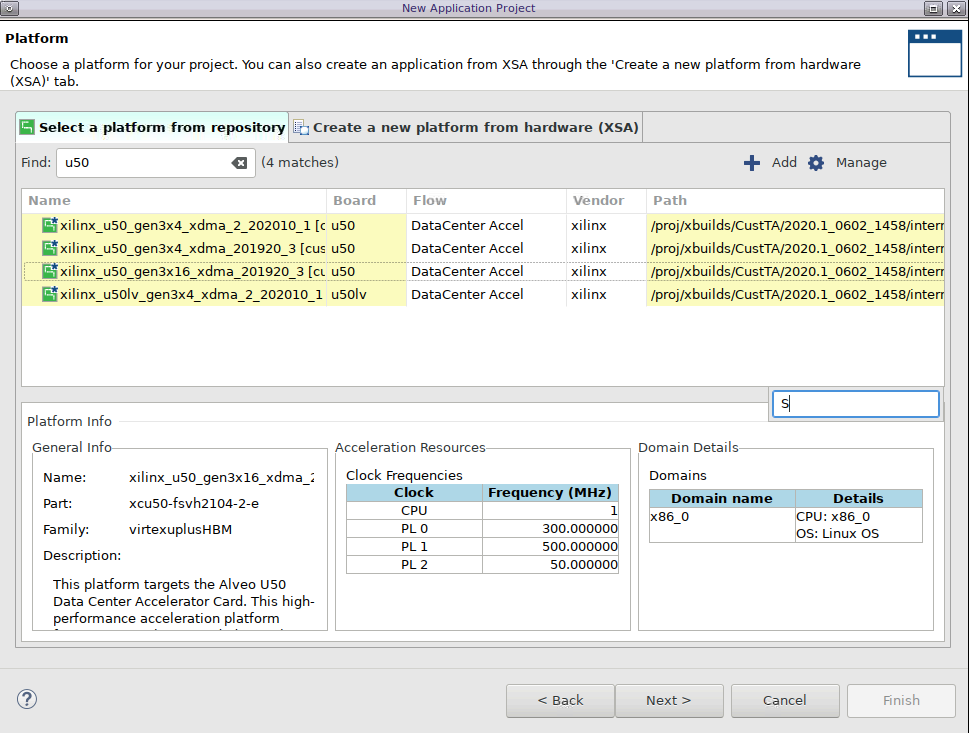 New Application Project
Platform
Choose a platform for your project. You can also create an application from XSA through the 'Create a new platform from hardware
(XSA)' tab.
Select a platform from repository Create a new platform from hardware (XSA)
Find: u50 (4 matches) Add Manage
Name Board Flow Vendor Path
xilinx_u50_gen3x4_xdma_2_202010_1 [c u50 DataCenter Accel xilinx /proj/xbuilds/CustTA/2020.1_0602_1458/interr
xilinx_u50_gen3x4_xdma_201920_3 [cus u50 DataCenter Accel xilinx /proj/xbuilds/CustTA/2020.1_0602_1458/interr
xilinx_u50_gen3x16_xdma_201920_3 [cu u50 DataCenter Accel xilinx /proj/xbuilds/CustTA/2020.1_0602_1458/interr
xilinx_u50lv_gen3x4_xdma_2_202010_1 u50lv DataCenter Accel xilinx /proj/xbuilds/CustTA/2020.1_0602_1458/interr
S
Platform Info
General Info
Name: xilinx_u50_gen3x16_xdma_2
Part: xcu50-fsvh2104-2-e
Family: virtexuplusHBM
Description:
This platform targets the Alveo U50
Data Center Accelerator Card. This high-
performance acceleration platform
Acceleration Resources
Clock Frequencies
Clock Frequency (MHz)
CPU 1
PL 0 300.000000
PL 1 500.000000
PL 2 50.000000
Domain Details
Domains
Domain name Details
x86_0 CPU: x86_0
OS: Linux OS
? < Back Next > Cancel Finish